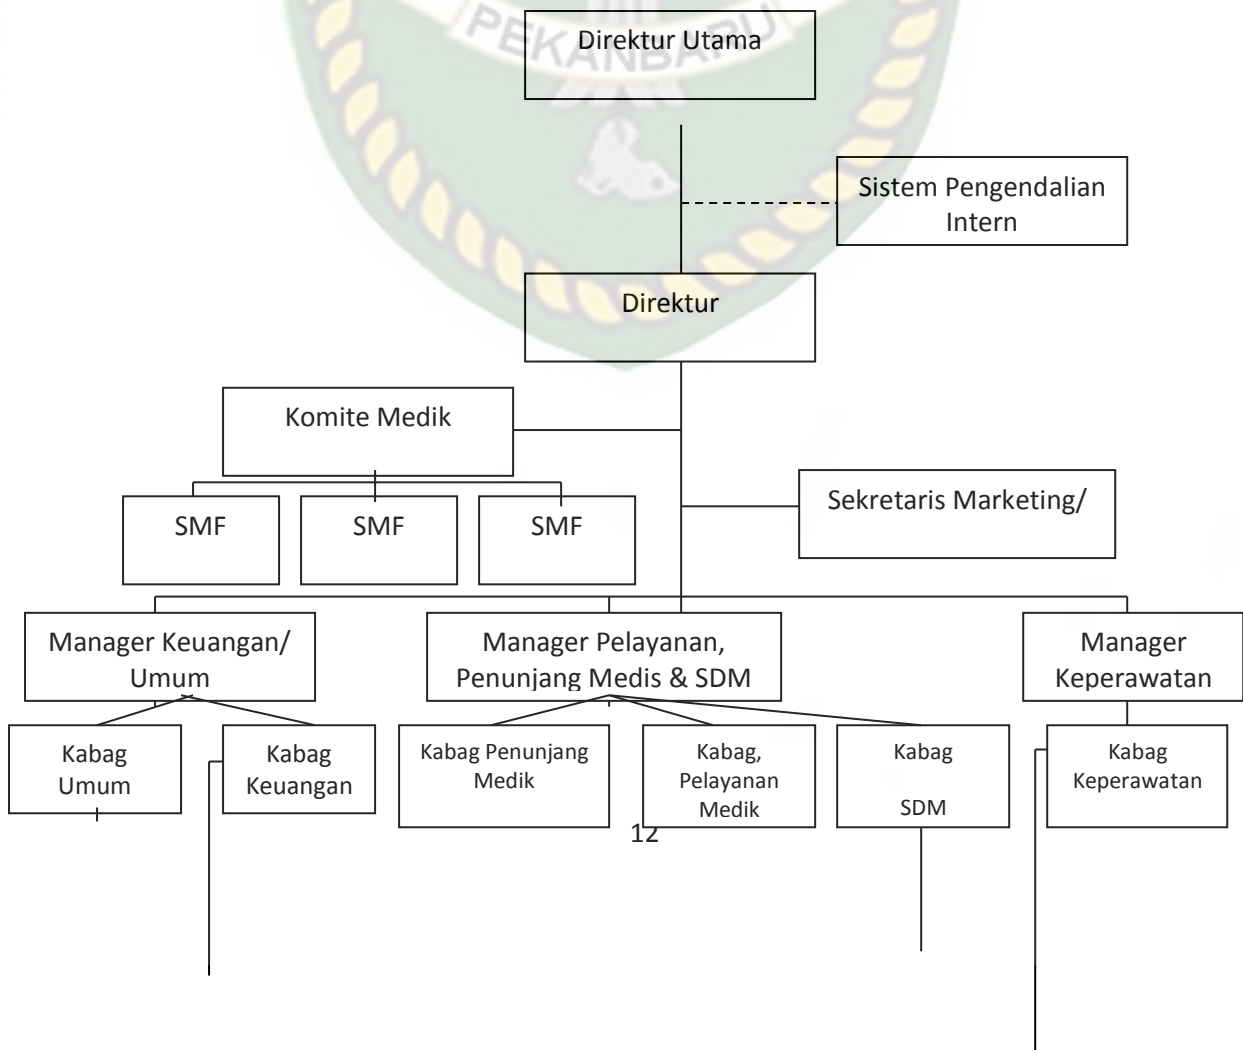 PEKANBARU
Direktur Utama
Sistem Pengendalian
Intern
Direktur
Komite Medik
Sekretaris Marketing/
SMF
SMF
SMF
Manager Keuangan/
Umum
Manager Pelayanan,
Penunjang Medis & SDM
Manager
Keperawatan
Kabag
Umum
Kabag
Keuangan
Kabag Penunjang
Medik
Kabag,
Pelayanan
Medik
Kabag
SDM
Kabag
Keperawatan
12